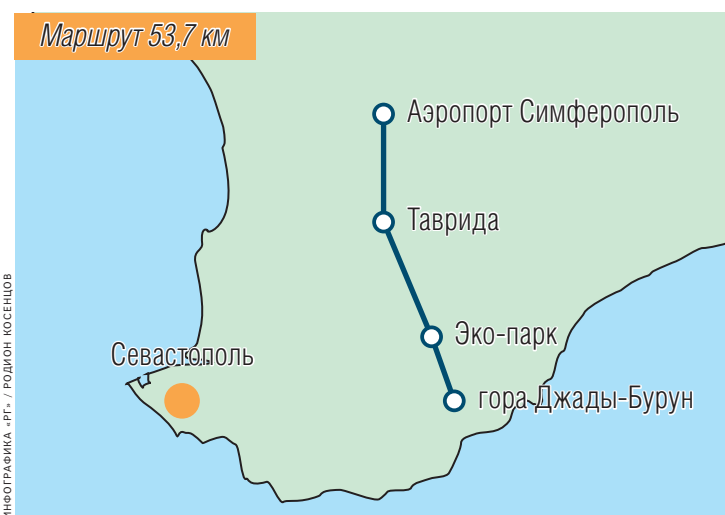 Маршрут 53,7 км
Аэропорт Симферополь
Таврида
Эко-парк
Севастополь
гора Джады-Бурун
ИНФОГРАФИКА «РГ» / РОДИОН КОСЕНЦОВ